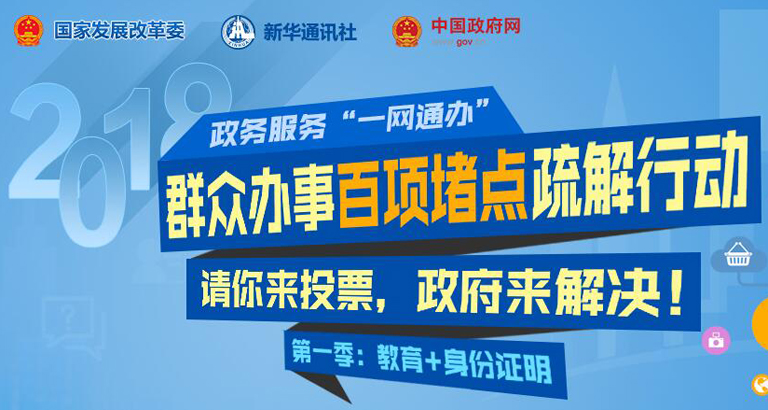 国家发展改革委 新华通讯社 中国政府网
www.gov.cn
2018
政务服务“一网通办”
群众办事百项堵点疏解行动
请你来投票，政府来解决！
第一季：教育+身份证明